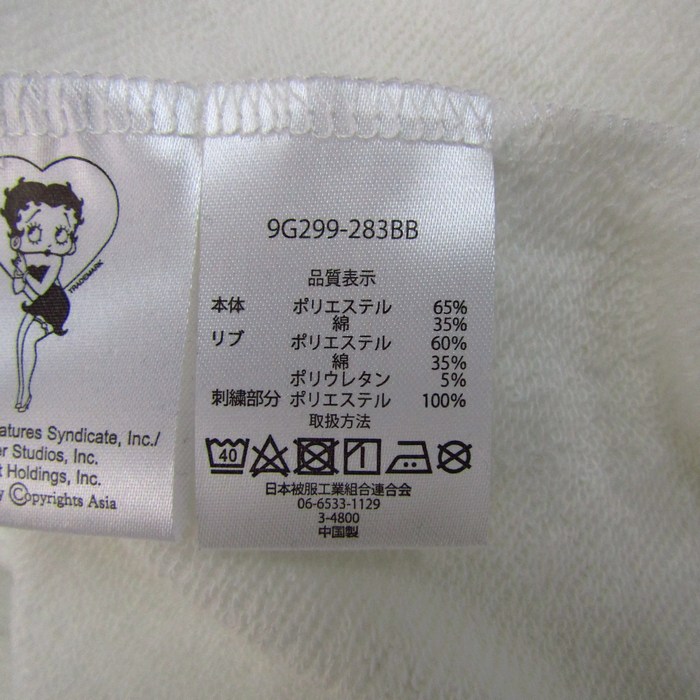 TRADEMARK
atures Syndicate, Inc./
er Studios, Inc.
t Holdings, Inc.
y ©opyrights Asia
9G299-283BB
品質表示
本体 ポリエステル 65%
綿 35%
リブ ポリエステル 60%
綿 35%
ポリウレタン 5%
刺繍部分 ポリエステル 100%
取扱方法
40
日本被服工業組合連合会
06-6533-1129
3-4800
中国製